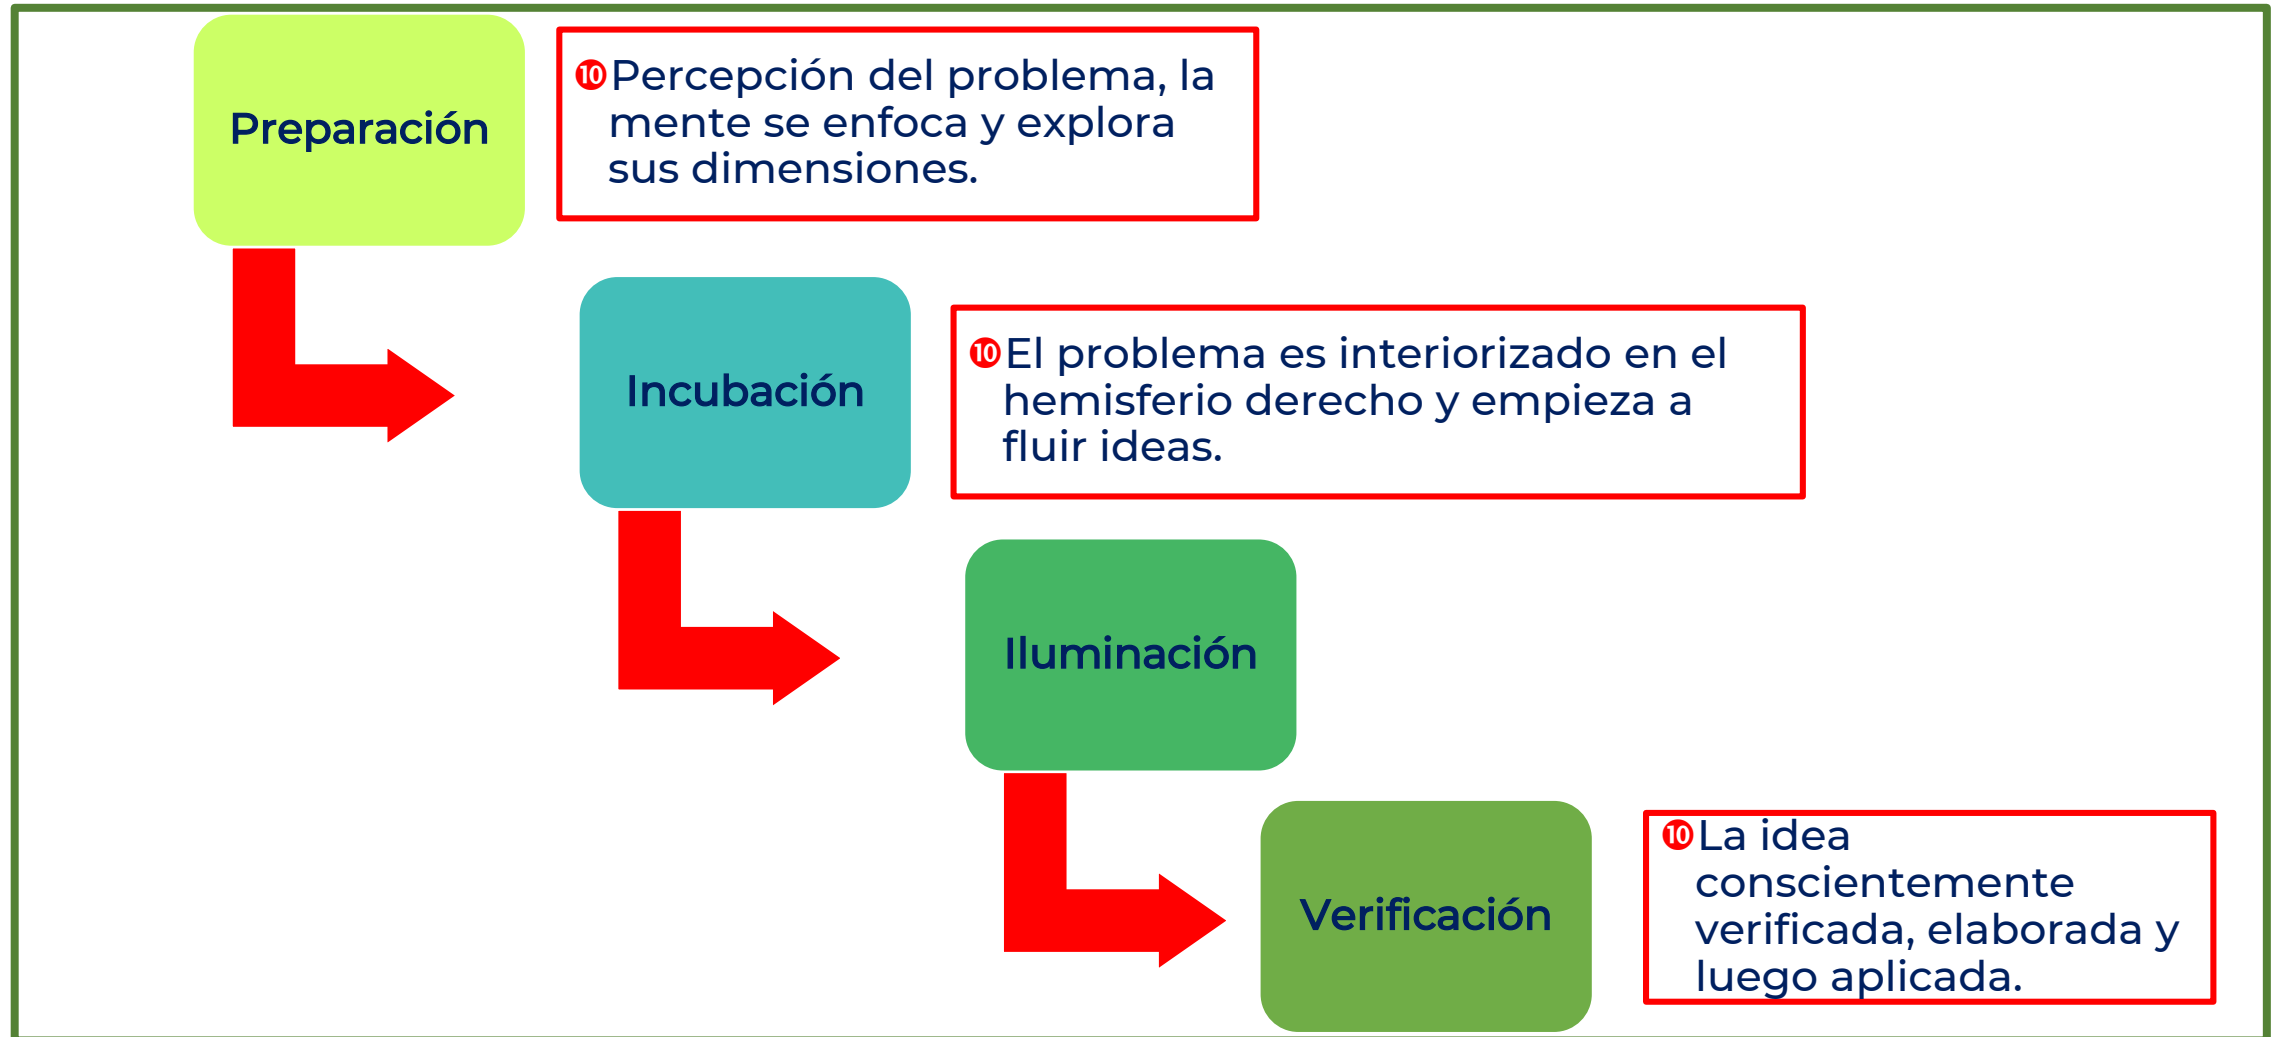 Preparación
❿Percepción del problema, la
mente se enfoca y explora
sus dimensiones.
Incubación
❿El problema es interiorizado en el
hemisferio derecho y empieza a
fluir ideas.
Iluminación
Verificación
❿La idea
conscientemente
verificada, elaborada y
luego aplicada.